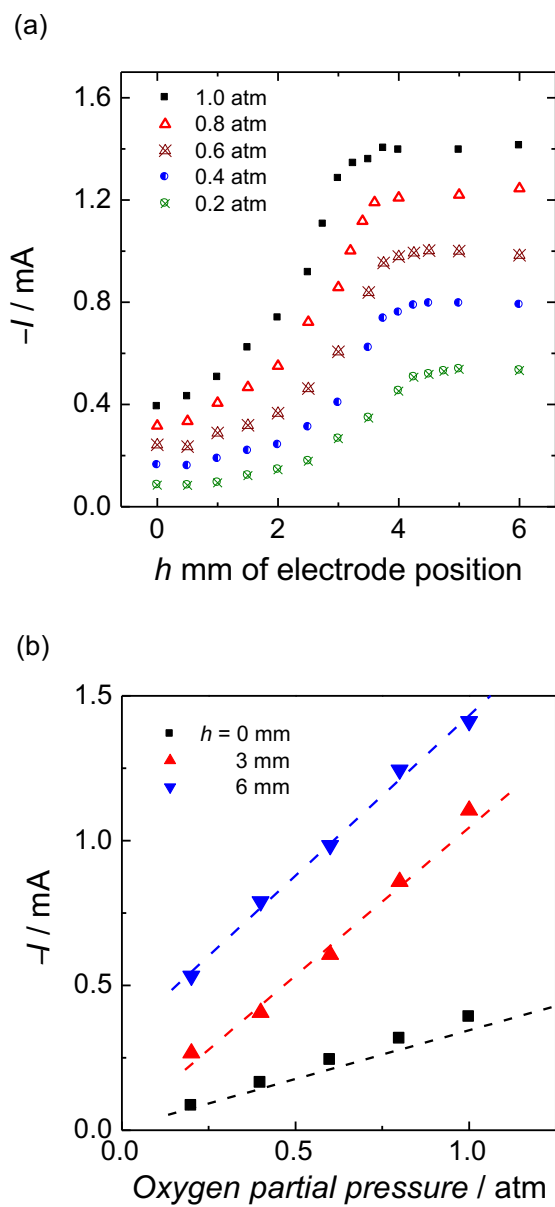 (a)
1.6
1.0 atm
0.8 atm
0.6 atm
1.2
0.4 atm
0.2 atm
–I / mA
0.8
0.4
0.0
0 2 4 6
h mm of electrode position
(b)
1.5
h = 0 mm
3 mm
6 mm
1.0
–I / mA
0.5
0.0
0.0 0.5 1.0
Oxygen partial pressure / atm